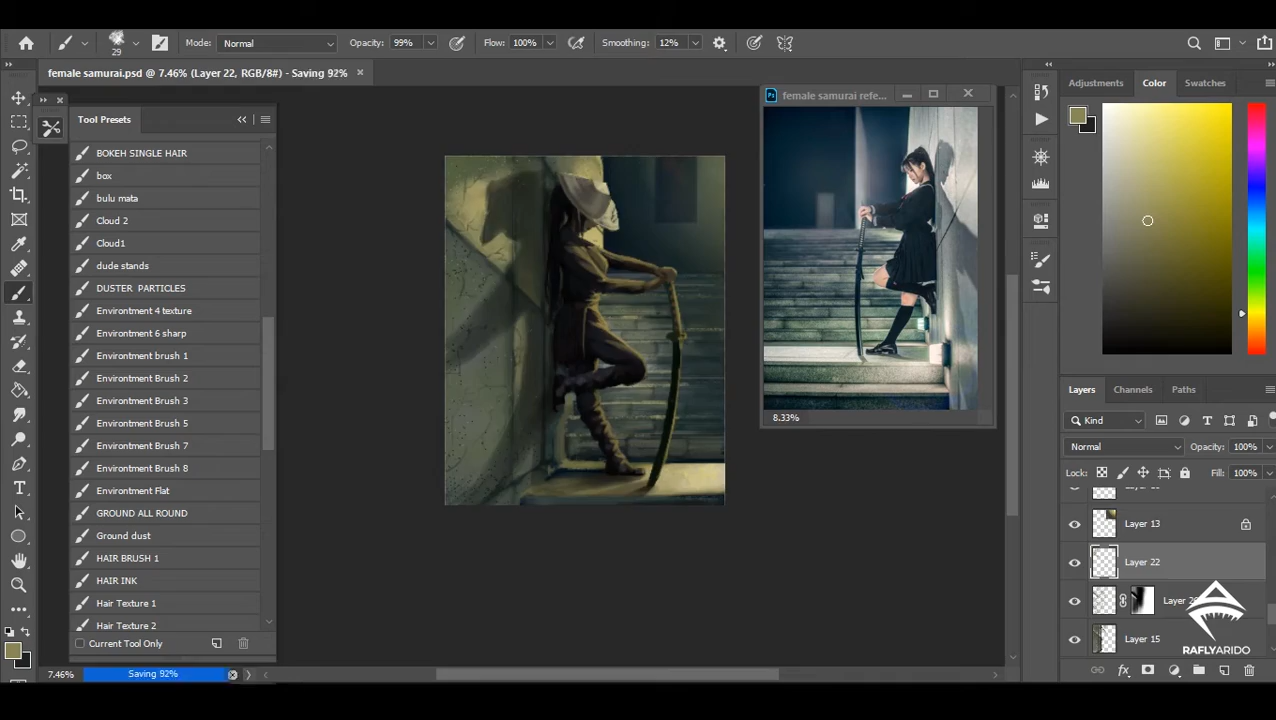 29
Mode: Normal
Opacity: 99%
Flow: 100%
Smoothing: 12%
female samurai.psd @ 7.46% (Layer 22, RGB/8#) - Saving 92%
Tool Presets
BOKEH SINGLE HAIR
box
bulu mata
Cloud 2
Cloud1
dude stands
DUSTER PARTICLES
Environtment 4 texture
Environtment 6 sharp
Environtment brush 1
Environtment Brush 2
Environtment Brush 3
Environtment Brush 5
Environtment Brush 7
Environtment Brush 8
Environtment Flat
GROUND ALL ROUND
Ground dust
HAIR BRUSH 1
HAIR INK
Hair Texture 1
Hair Texture 2
Current Tool Only
7.46%
Saving 92%
female samurai refe...
8.33%
Adjustments
Color
Swatches
Layers
Channels
Paths
Kind
Normal
Opacity: 100%
Lock:
Fill: 100%
Layer 13
Layer 22
Layer 15
RAFLYARIDO